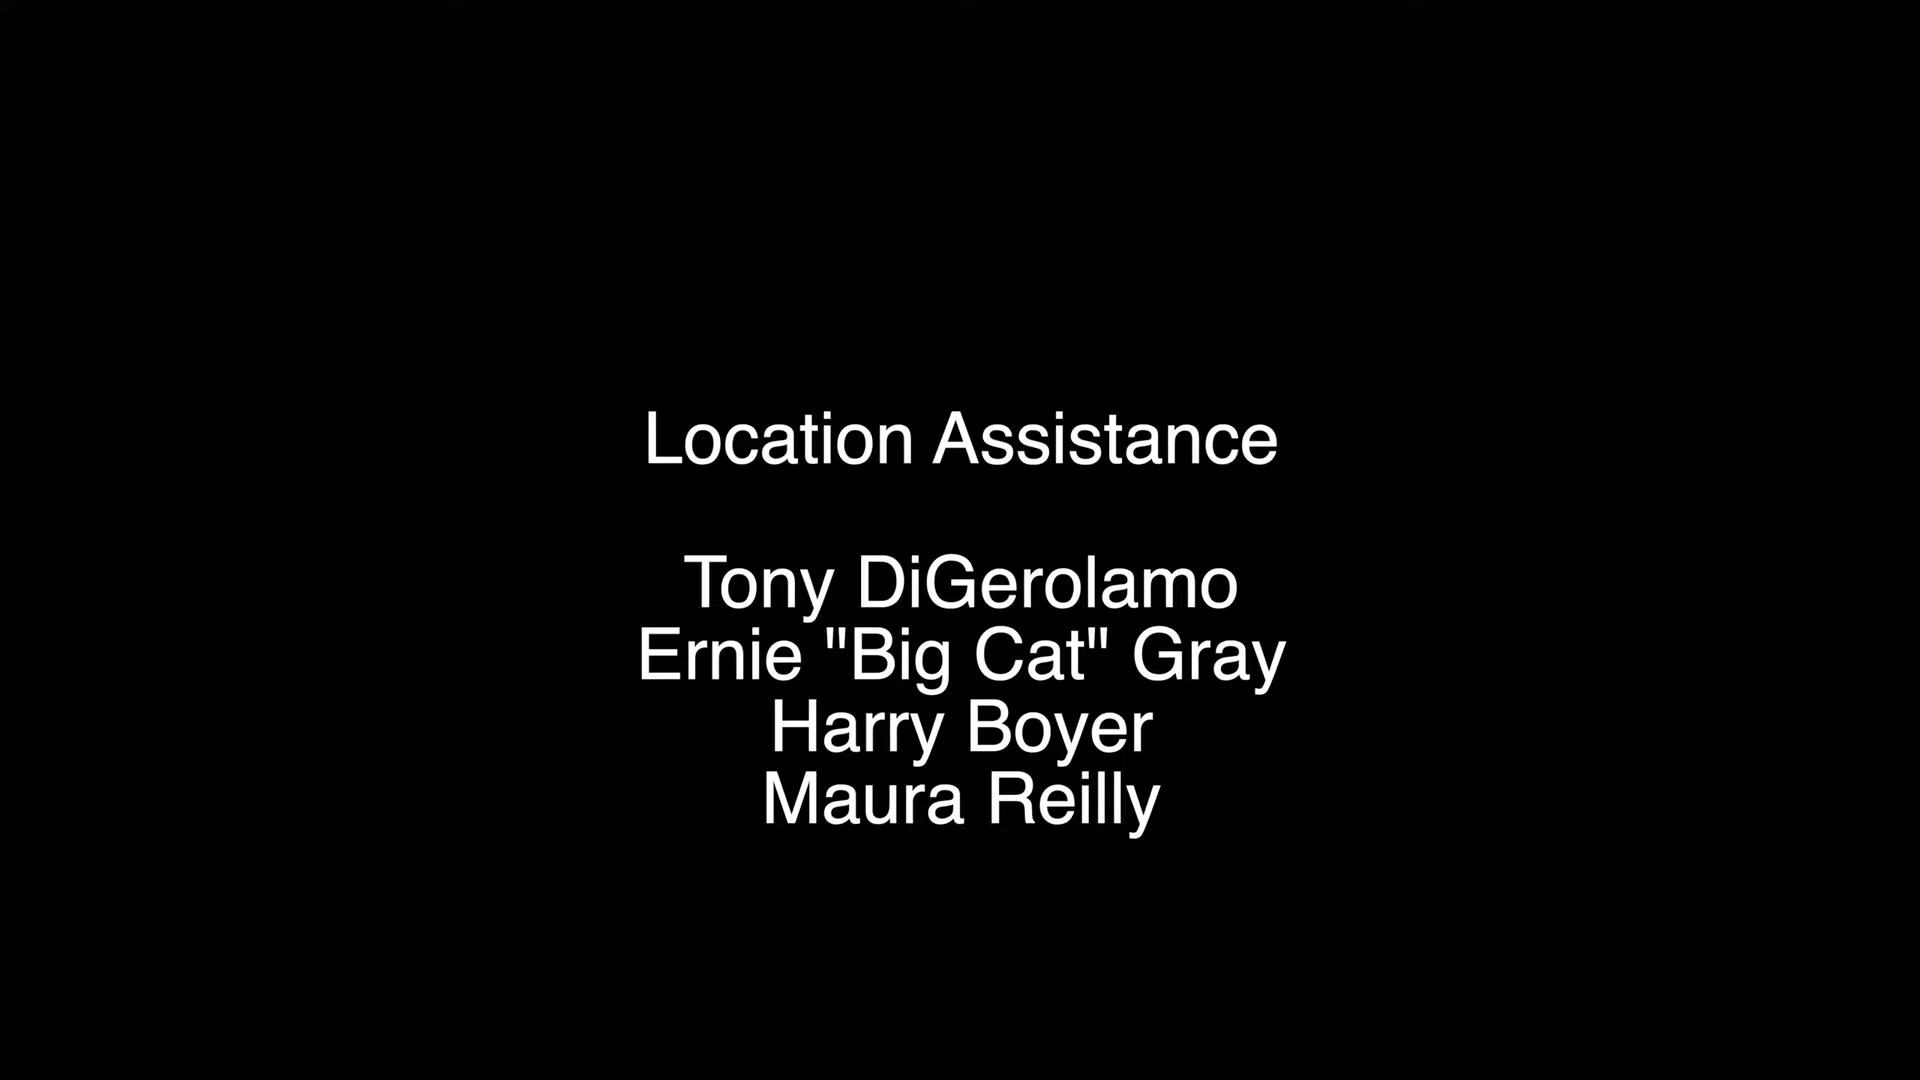 Location Assistance
Tony DiGerolamo
Ernie "Big Cat" Gray
Harry Boyer
Maura Reilly